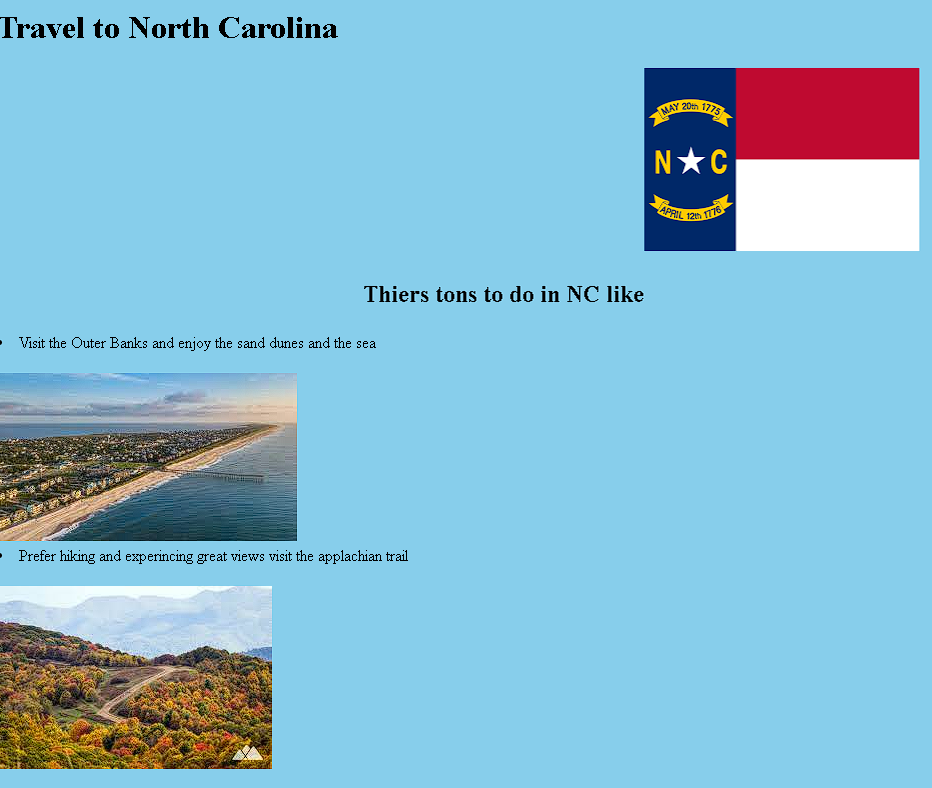 Travel to North Carolina
MAY 20th 1775
N C
APRIL 12th 1776
Thiers tons to do in NC like
Visit the Outer Banks and enjoy the sand dunes and the sea
Prefer hiking and experincing great views visit the applachian trail